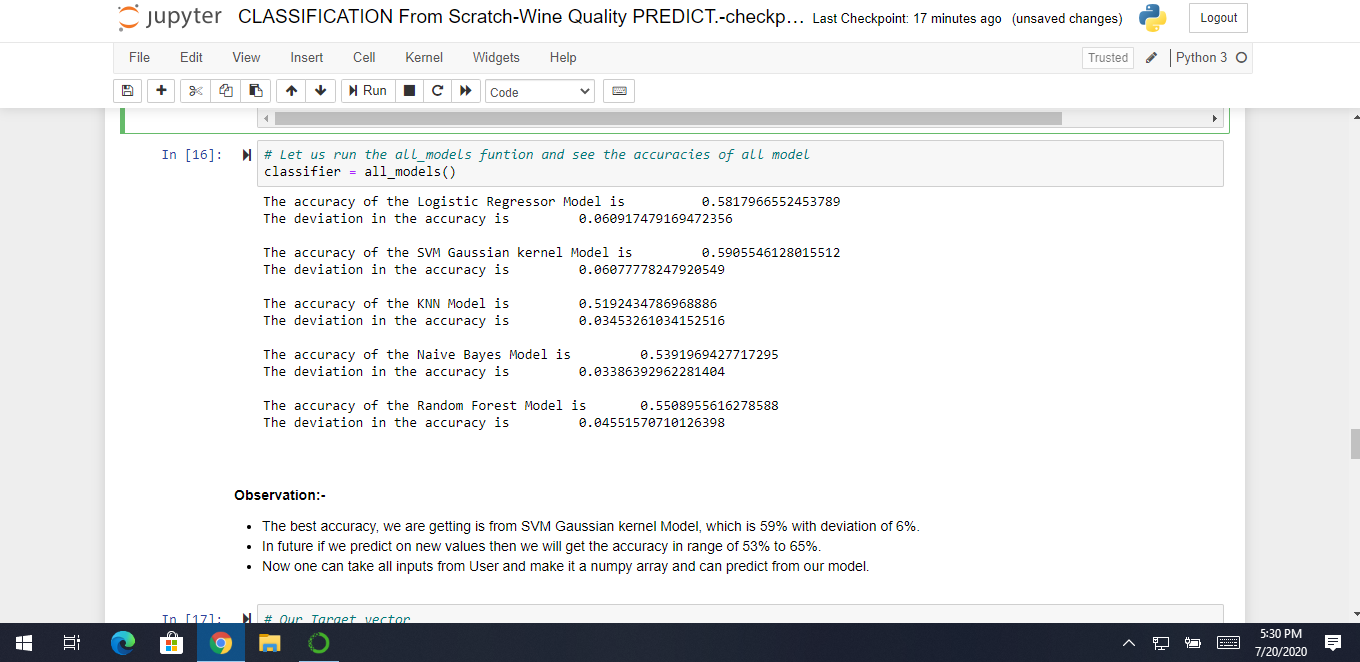 jupyter CLASSIFICATION From Scratch-Wine Quality PREDICT.-checkp... Last Checkpoint: 17 minutes ago (unsaved changes) Logout
File Edit View Insert Cell Kernel Widgets Help Trusted Python 3
Run Code
In [16]: # Let us run the all_models funtion and see the accuracies of all model
classifier = all_models()
The accuracy of the Logistic Regressor Model is 0.5817966552453789
The deviation in the accuracy is 0.060917479169472356
The accuracy of the SVM Gaussian kernel Model is 0.5905546128015512
The deviation in the accuracy is 0.06077778247920549
The accuracy of the KNN Model is 0.5192434786968886
The deviation in the accuracy is 0.03453261034152516
The accuracy of the Naive Bayes Model is 0.5391969427717295
The deviation in the accuracy is 0.03386392962281404
The accuracy of the Random Forest Model is 0.5508955616278588
The deviation in the accuracy is 0.04551570710126398
Observation:-
• The best accuracy, we are getting is from SVM Gaussian kernel Model, which is 59% with deviation of 6%.
• In future if we predict on new values then we will get the accuracy in range of 53% to 65%.
• Now one can take all inputs from User and make it a numpy array and can predict from our model.
In [17]: # Our Target vector
5:30 PM
7/20/2020